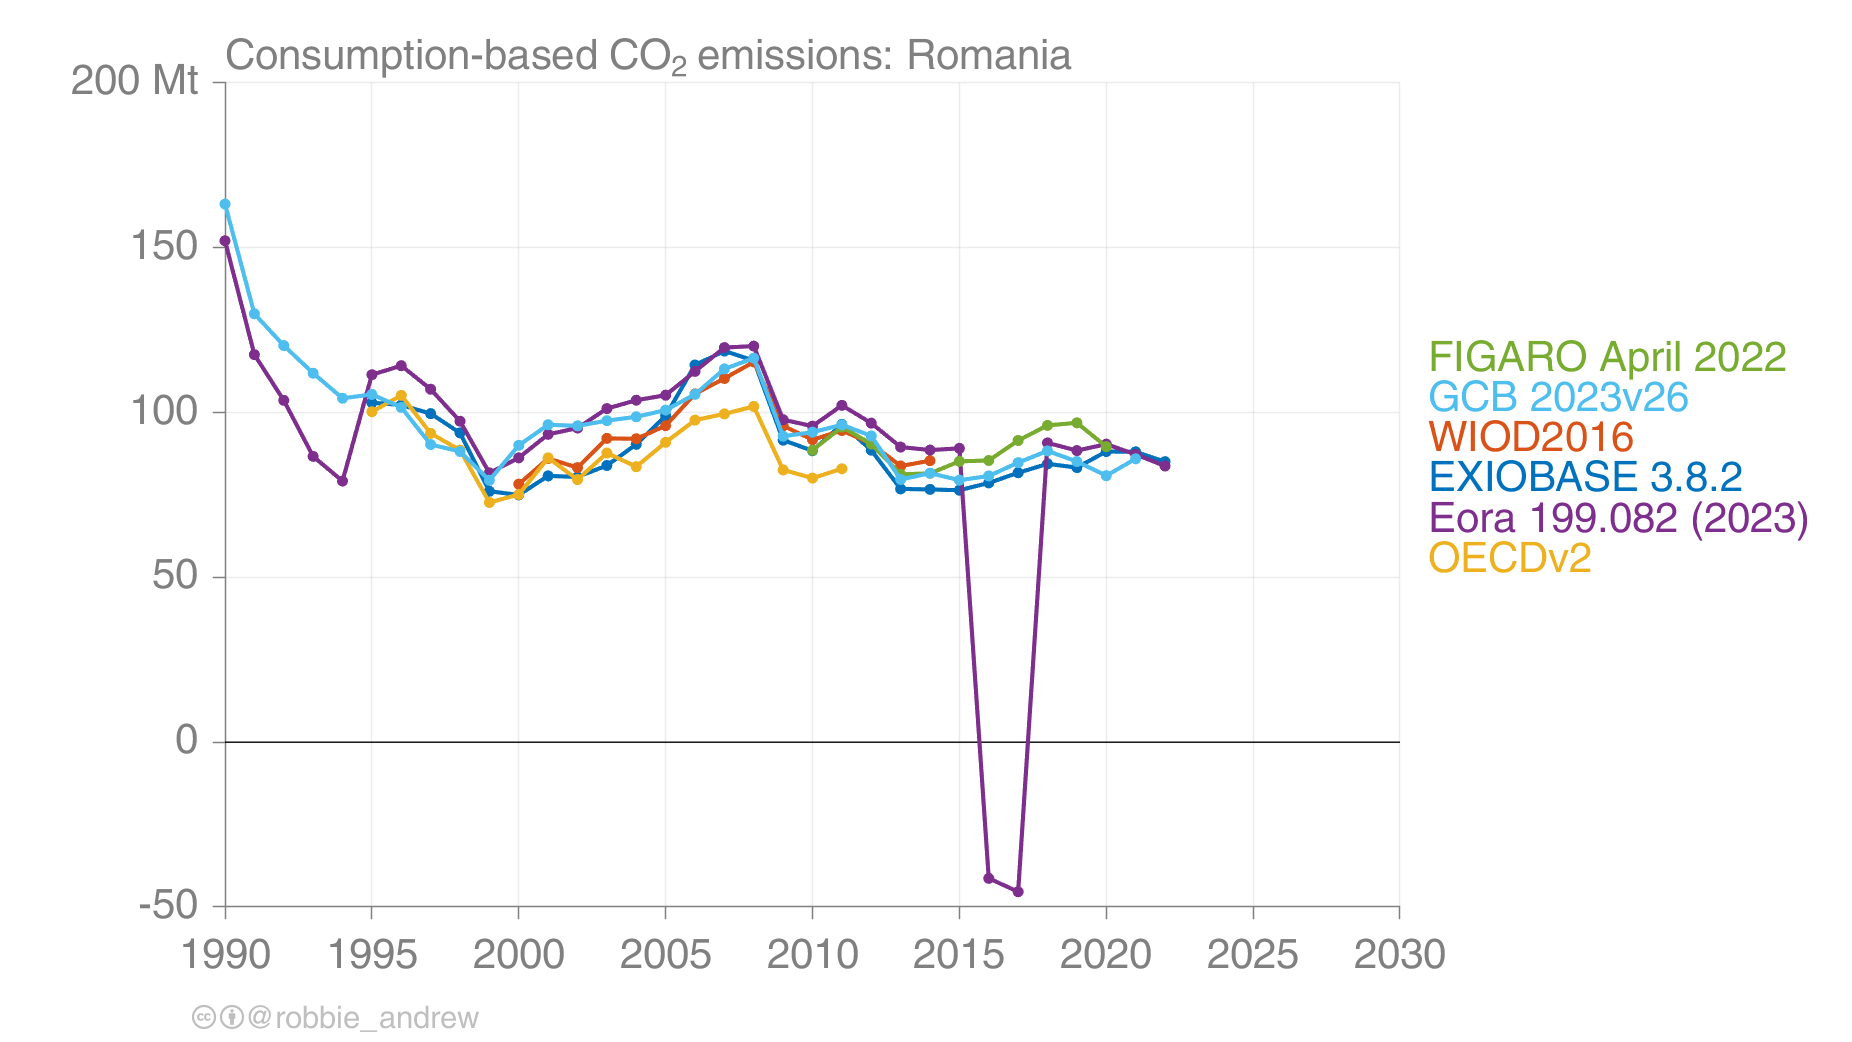 Consumption-based CO₂ emissions: Romania
200 Mt
150
100
50
0
-50
1990 1995 2000 2005 2010 2015 2020 2025 2030
FIGARO April 2022
GCB 2023v26
WIOD2016
EXIOBASE 3.8.2
Eora 199.082 (2023)
OECDv2
cc @robbie_andrew